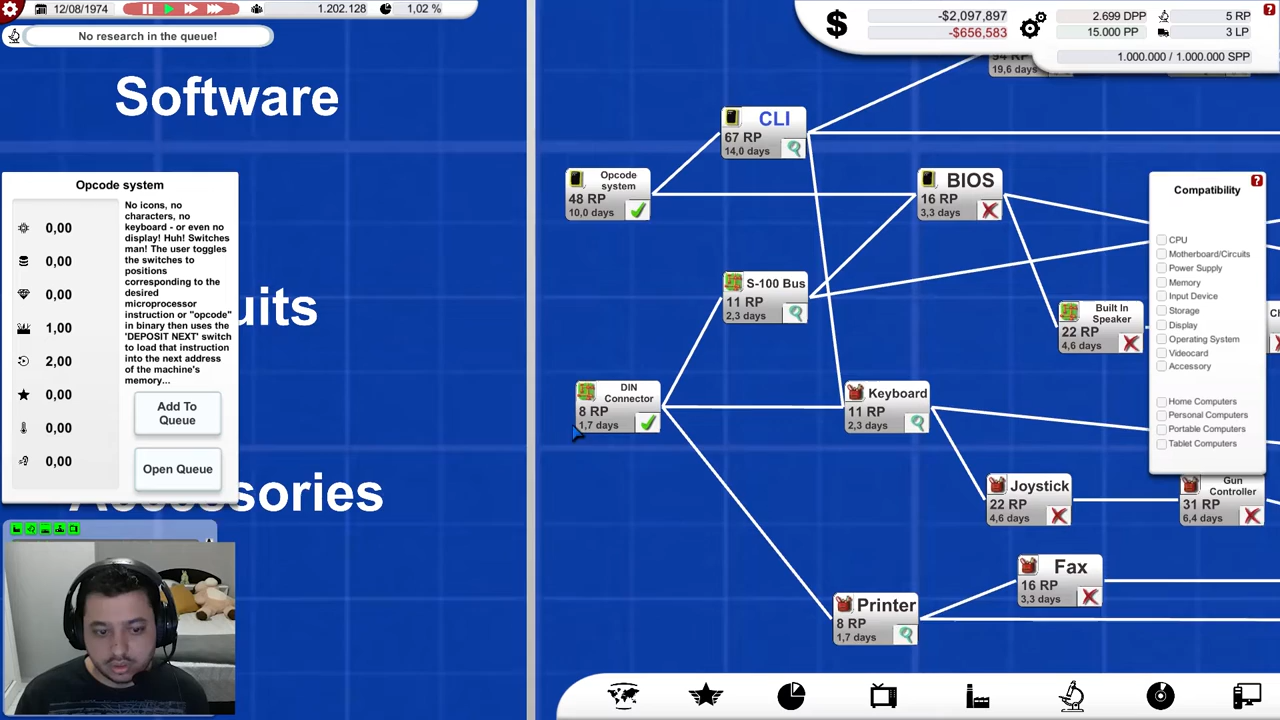 12/08/1974
1.202.128
1,02 %
No research in the queue!
-$2,097,897
-$656,583
2.699 DPP
15.000 PP
5 RP
3 LP
1.000.000 / 1.000.000 SPP
19,6 days
Software
CLI
67 RP
14,0 days
Opcode
system
48 RP
10,0 days
BIOS
16 RP
3,3 days
S-100 Bus
11 RP
2,3 days
Built In
Speaker
22 RP
4,6 days
DIN
Connector
8 RP
1,7 days
Keyboard
11 RP
2,3 days
Joystick
22 RP
4,6 days
Gun
Controller
31 RP
6,4 days
Fax
16 RP
3,3 days
Printer
8 RP
1,7 days
Opcode system
0,00
0,00
0,00
1,00
2,00
0,00
0,00
0,00
No icons, no
characters, no
keyboard - or even no
display! Huh! Switches
man! The user toggles
the switches to
positions
corresponding to the
desired
microprocessor
instruction or "opcode"
in binary then uses the
'DEPOSIT NEXT' switch
to load that instruction
into the next address
of the machine's
memory...
Add To
Queue
Open Queue
uits
sories
Compatibility
CPU
Motherboard/Circuits
Power Supply
Memory
Input Device
Storage
Display
Operating System
Videocard
Accessory
Home Computers
Personal Computers
Portable Computers
Tablet Computers